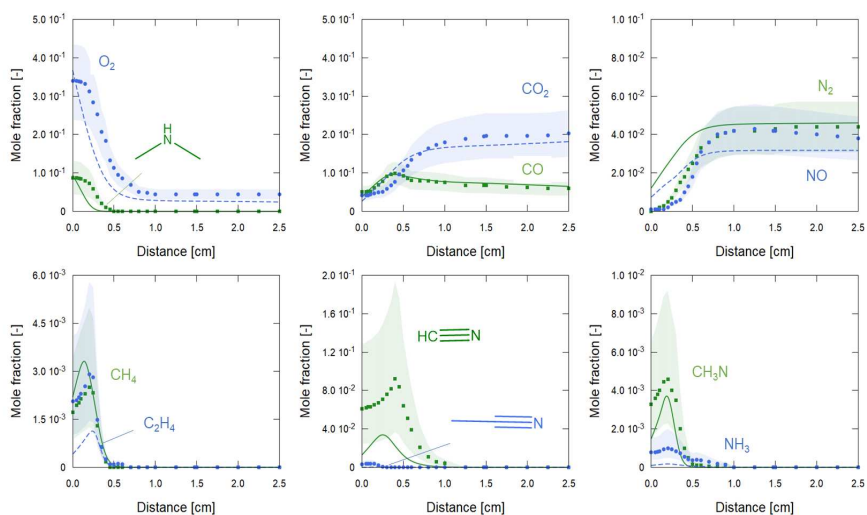 5.0 10⁻¹
4.0 10⁻¹
3.0 10⁻¹
2.0 10⁻¹
1.0 10⁻¹
0
Mole fraction [-]
O₂
H
N
0.0 0.5 1.0 1.5 2.0 2.5
Distance [cm]
5.0 10⁻¹
4.0 10⁻¹
3.0 10⁻¹
2.0 10⁻¹
1.0 10⁻¹
0
Mole fraction [-]
CO₂
CO
0.0 0.5 1.0 1.5 2.0 2.5
Distance [cm]
1.0 10⁻¹
8.0 10⁻²
6.0 10⁻²
4.0 10⁻²
2.0 10⁻²
0
Mole fraction [-]
N₂
NO
0.0 0.5 1.0 1.5 2.0 2.5
Distance [cm]
6.0 10⁻³
4.5 10⁻³
3.0 10⁻³
1.5 10⁻³
0
Mole fraction [-]
CH₄
C₂H₄
0.0 0.5 1.0 1.5 2.0 2.5
Distance [cm]
2.0 10⁻¹
1.6 10⁻¹
1.2 10⁻¹
8.0 10⁻²
4.0 10⁻²
0
Mole fraction [-]
HC N
N
0.0 0.5 1.0 1.5 2.0 2.5
Distance [cm]
1.0 10⁻²
8.0 10⁻³
6.0 10⁻³
4.0 10⁻³
2.0 10⁻³
0
Mole fraction [-]
CH₃N
NH₃
0.0 0.5 1.0 1.5 2.0 2.5
Distance [cm]